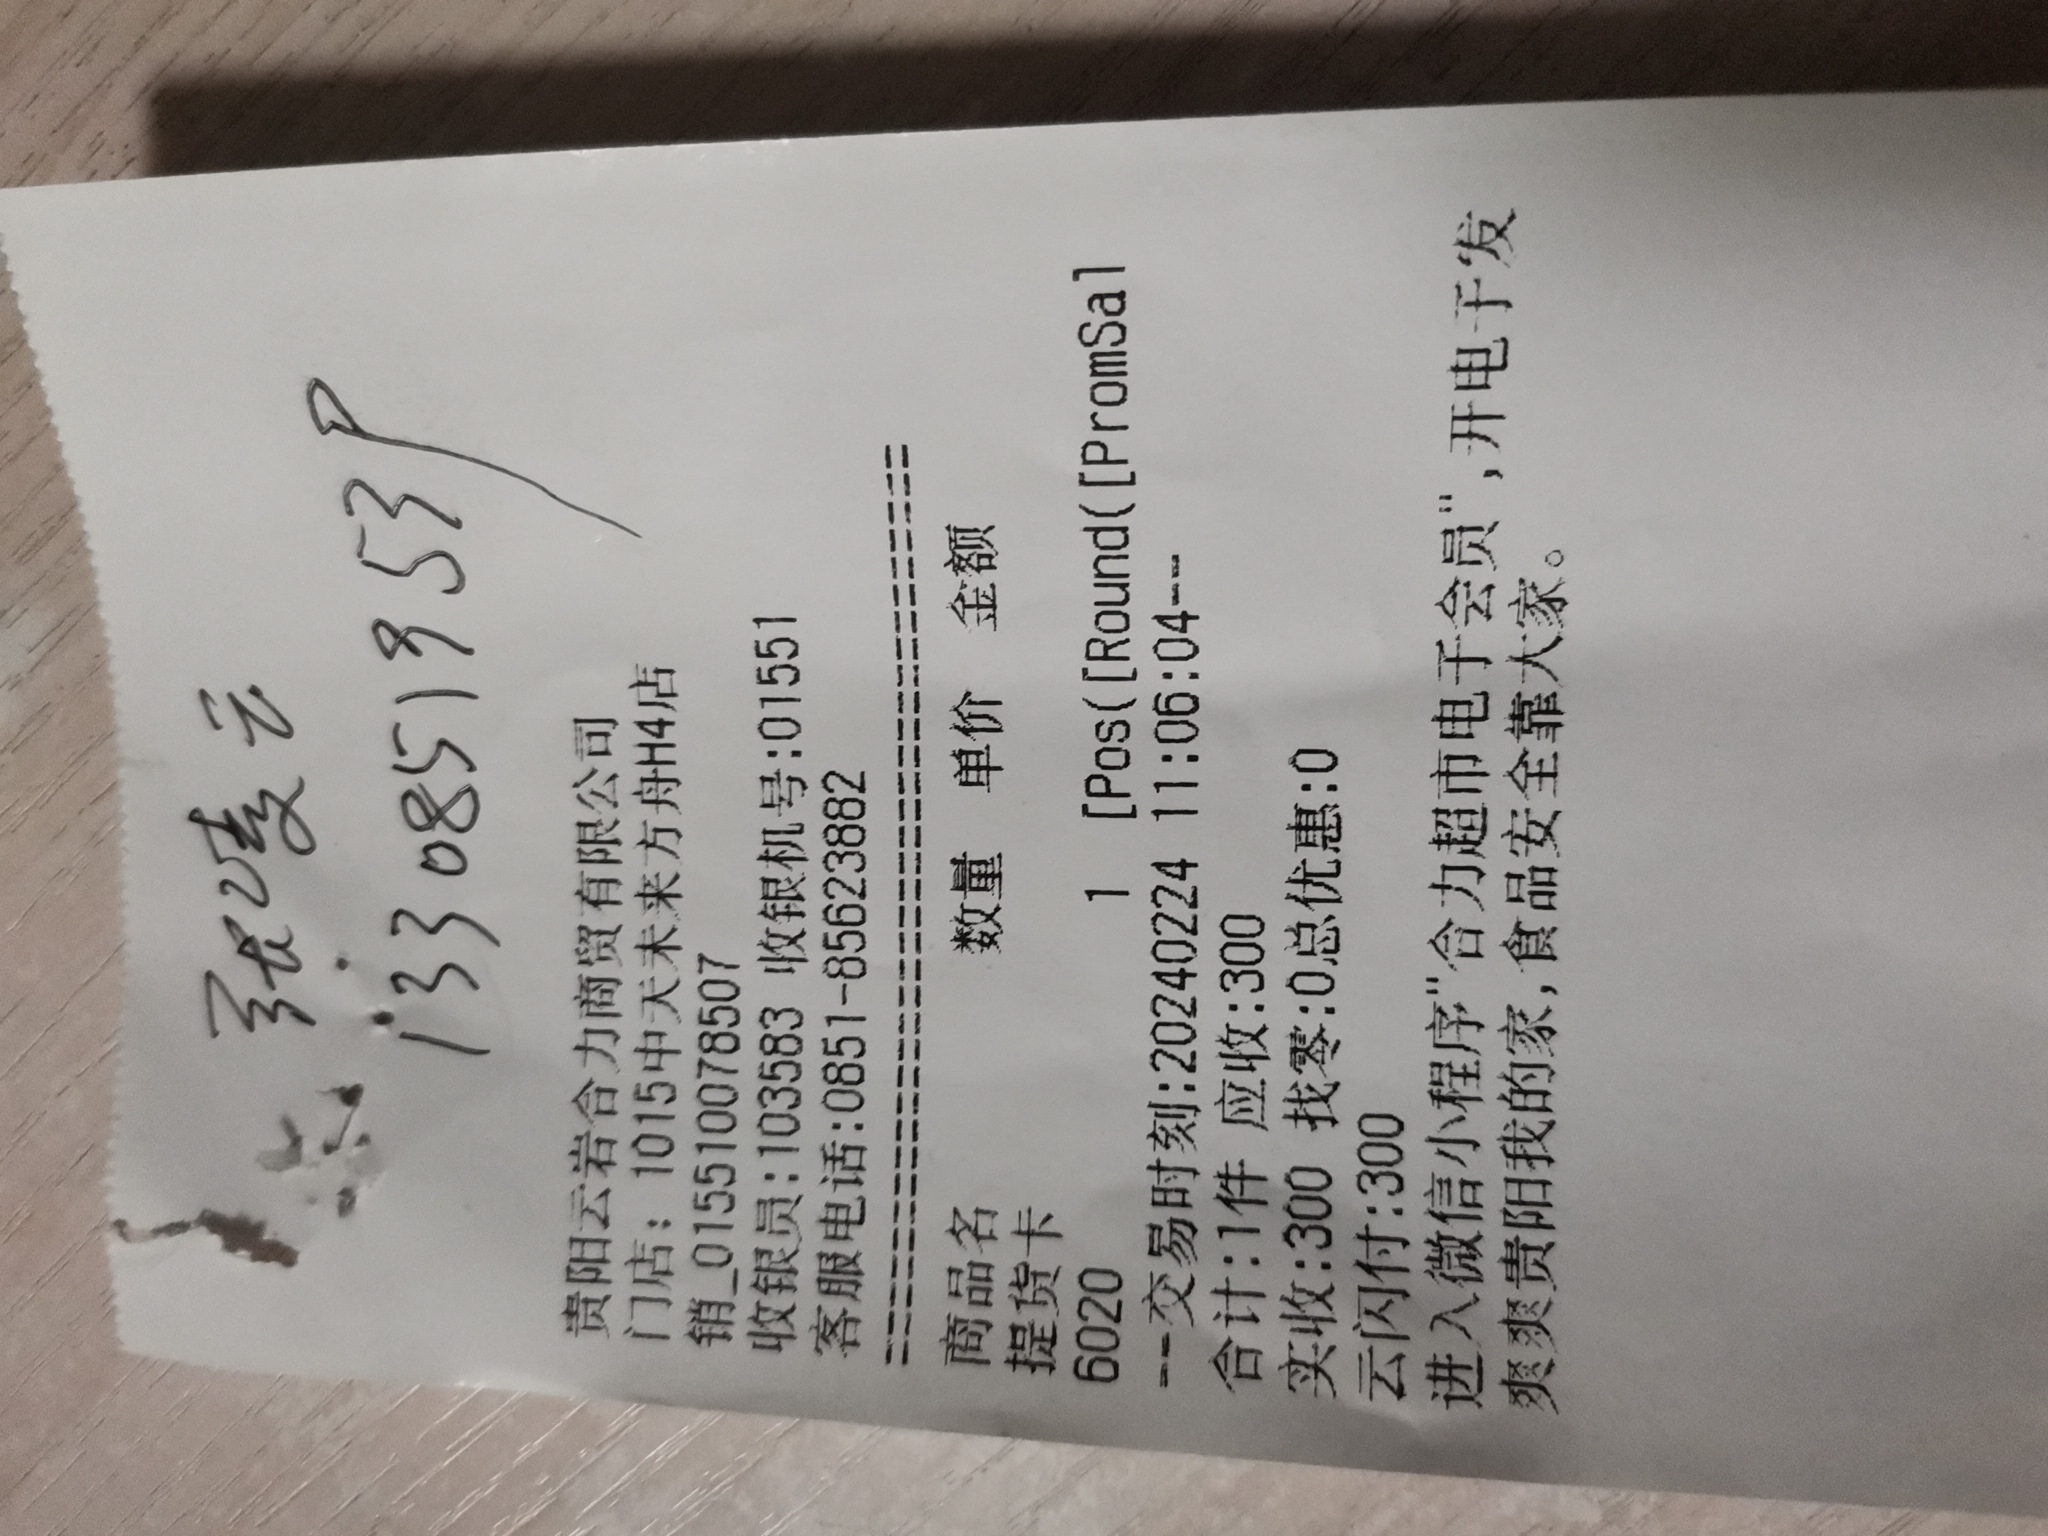 张凌云
13308519539
贵阳云岩合力商贸有限公司
门店：1015中天未来方舟H4店
销_01551007​8507
收银员:103583 收银机号:01551
客服电话:0851-85623882
================================
商品名 数量 单价 金额
提货卡
6020 1 [Pos([Round([PromSal
--交易时刻:20240224 11:06:04--
合计:1件 应收:300
实收:300 找零:0总优惠:0
云闪付:300
进入微信小程序"合力超市电子会员",开电子发
爽爽贵阳我的家,食品安全靠大家。